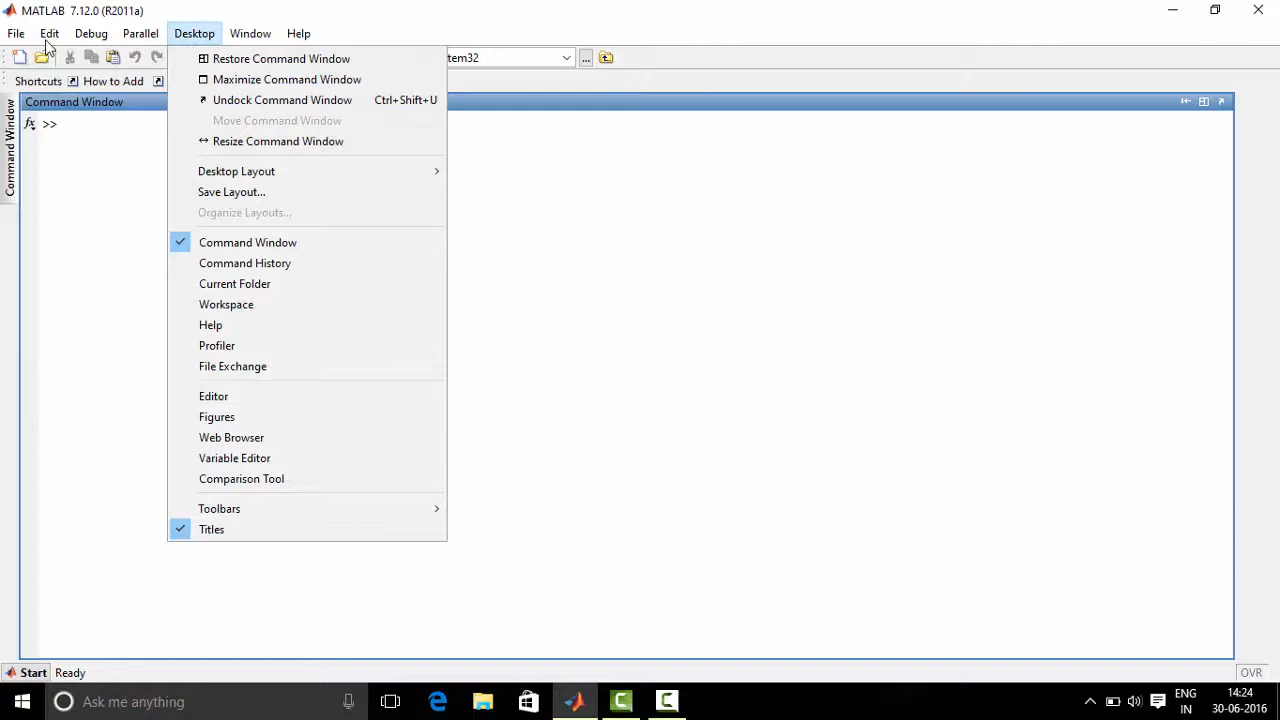 MATLAB 7.12.0 (R2011a)
File Edit Debug Parallel Desktop Window Help
tem32 ...
Shortcuts How to Add
Command Window
Command Window
fx >>
Restore Command Window
Maximize Command Window
Undock Command Window Ctrl+Shift+U
Move Command Window
Resize Command Window
Desktop Layout
Save Layout...
Organize Layouts...
Command Window
Command History
Current Folder
Workspace
Help
Profiler
File Exchange
Editor
Figures
Web Browser
Variable Editor
Comparison Tool
Toolbars
Titles
Start Ready OVR
Ask me anything
ENG 14:24
IN 30-06-2016